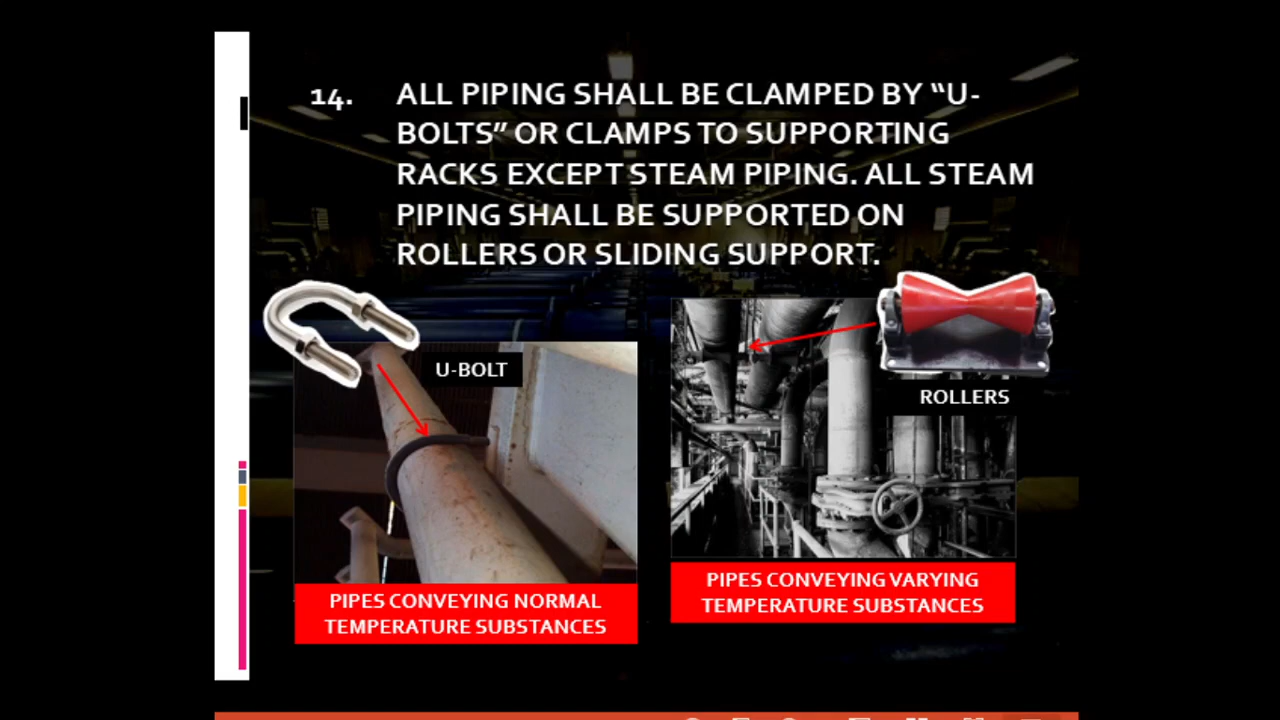 14. ALL PIPING SHALL BE CLAMPED BY “U-
BOLTS” OR CLAMPS TO SUPPORTING
RACKS EXCEPT STEAM PIPING. ALL STEAM
PIPING SHALL BE SUPPORTED ON
ROLLERS OR SLIDING SUPPORT.
U-BOLT
ROLLERS
PIPES CONVEYING NORMAL
TEMPERATURE SUBSTANCES
PIPES CONVEYING VARYING
TEMPERATURE SUBSTANCES